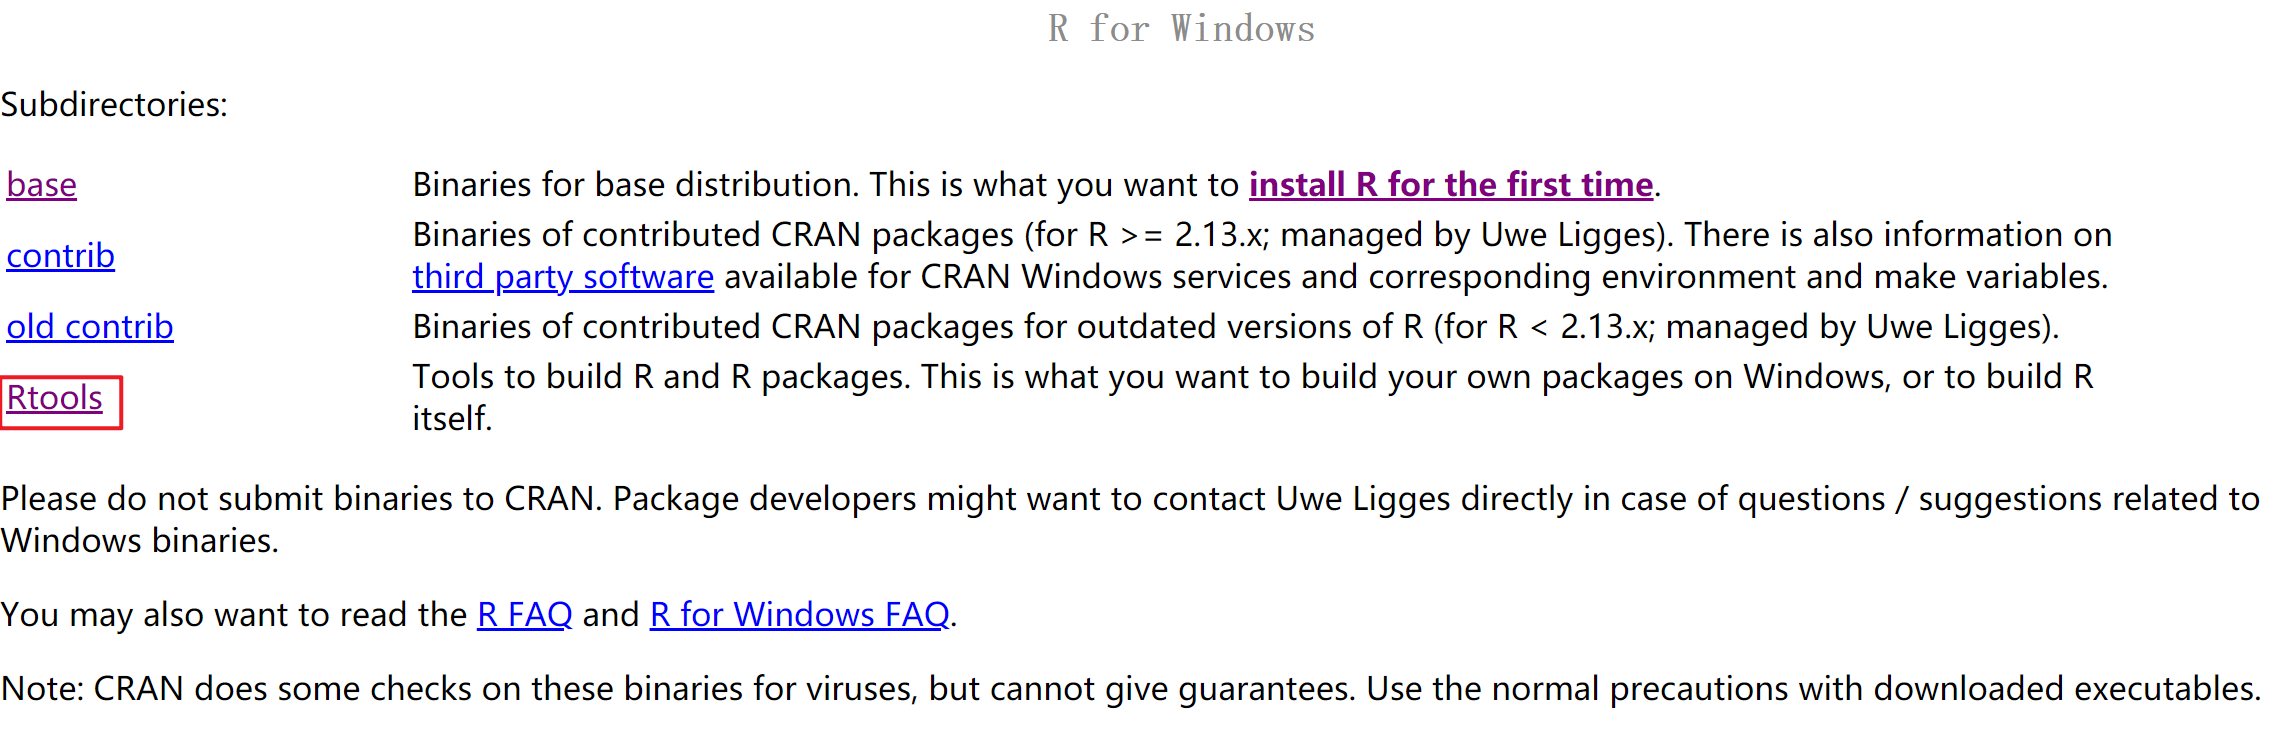 R for Windows
Subdirectories:
base Binaries for base distribution. This is what you want to install R for the first time.
contrib Binaries of contributed CRAN packages (for R >= 2.13.x; managed by Uwe Ligges). There is also information on
third party software available for CRAN Windows services and corresponding environment and make variables.
old contrib Binaries of contributed CRAN packages for outdated versions of R (for R < 2.13.x; managed by Uwe Ligges).
Rtools Tools to build R and R packages. This is what you want to build your own packages on Windows, or to build R
itself.
Please do not submit binaries to CRAN. Package developers might want to contact Uwe Ligges directly in case of questions / suggestions related to
Windows binaries.
You may also want to read the R FAQ and R for Windows FAQ.
Note: CRAN does some checks on these binaries for viruses, but cannot give guarantees. Use the normal precautions with downloaded executables.